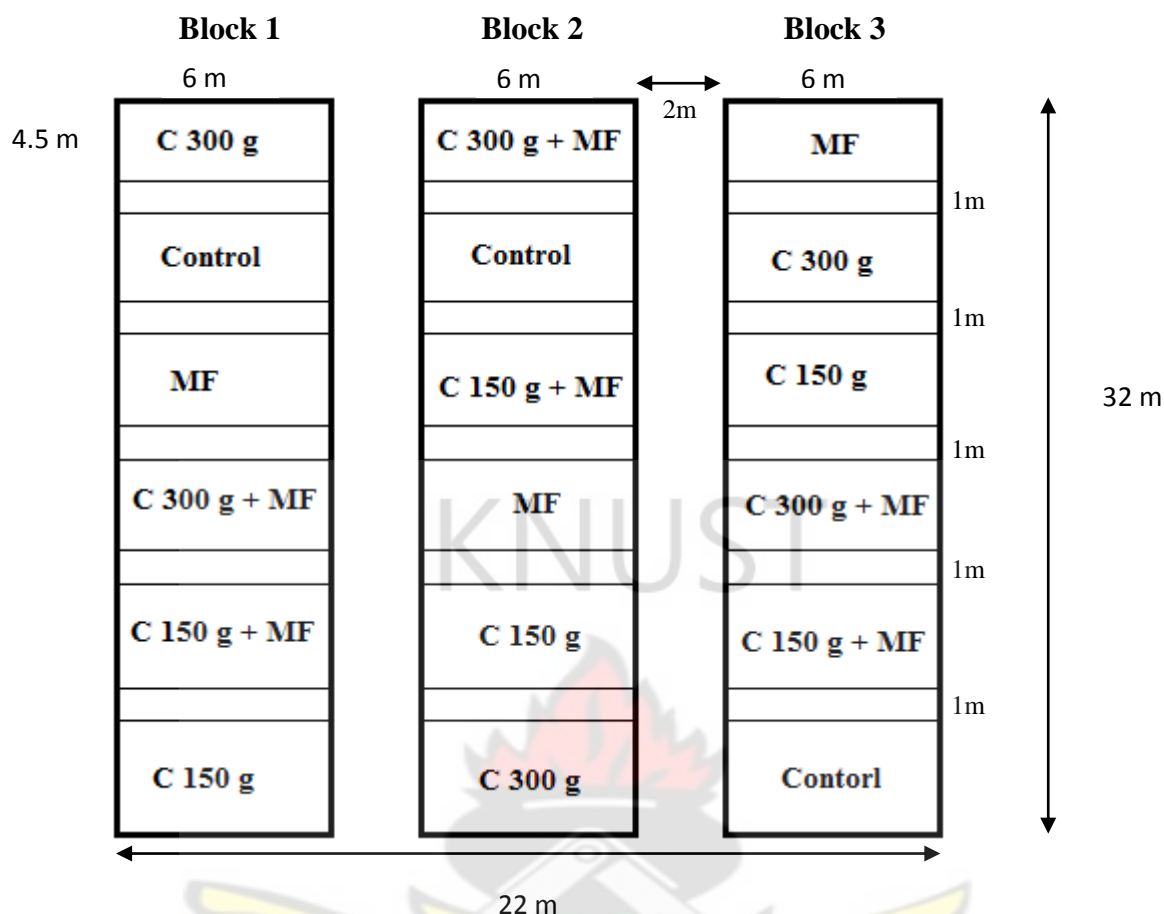 Block 1 Block 2 Block 3
6 m 6 m 6 m
2m
4.5 m C 300 g C 300 g + MF MF
1m
Control Control C 300 g
1m
MF C 150 g + MF C 150 g
32 m
1m
C 300 g + MF MF C 300 g + MF
KNUST
1m
C 150 g + MF C 150 g C 150 g + MF
1m
C 150 g C 300 g Contorl
22 m